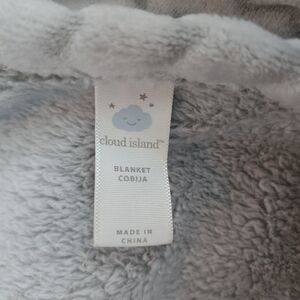 cloud island™
BLANKET
COBIJA
MADE IN
CHINA